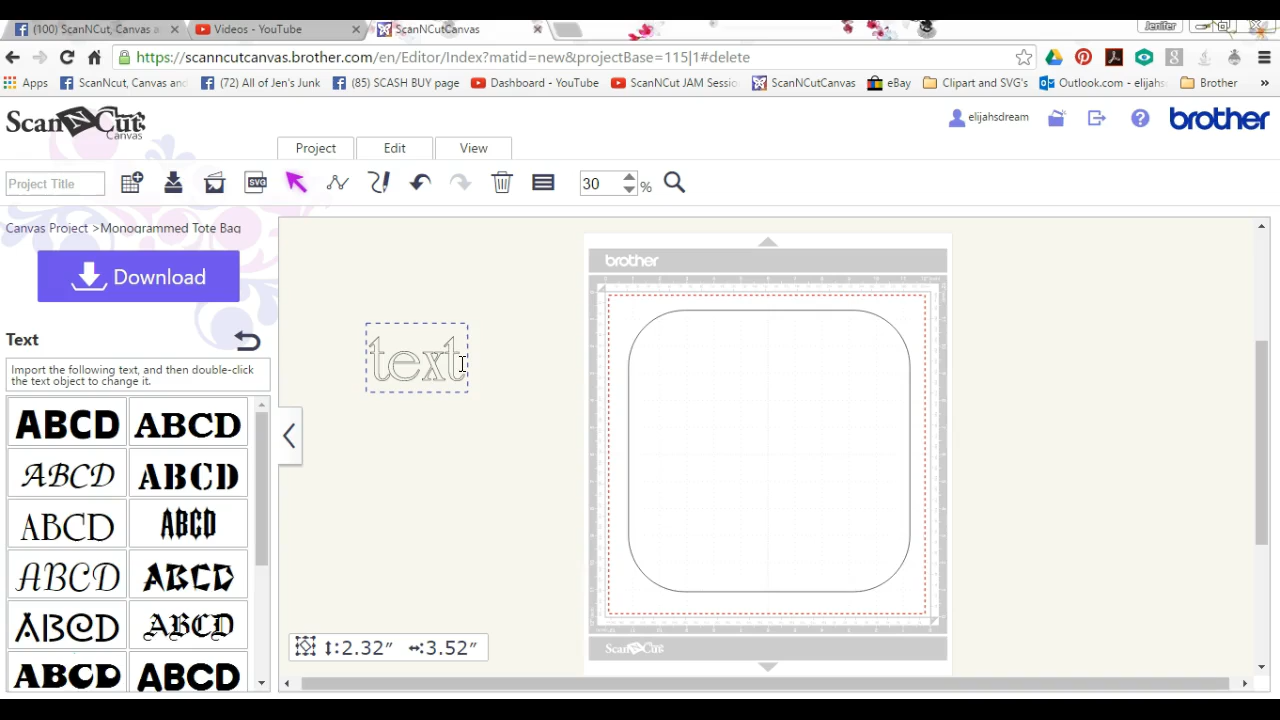 (100) ScanNCut, Canvas a
Videos - YouTube
ScanNCutCanvas
Jenifer
https://scanncutcanvas.brother.com/en/Editor/Index?matid=new&projectBase=115|1#delete
Apps
ScanNcut, Canvas and
(72) All of Jen's Junk
(85) SCASH BUY page
Dashboard - YouTube
ScanNCut JAM Sessio
ScanNCutCanvas
eBay
Clipart and SVG's
Outlook.com - elijahs
Brother
ScanNCut
Canvas
elijahsdream
brother
Project
Edit
View
Project Title
SVG
30
%
Canvas Project >Monogrammed Tote Bag
Download
Text
Import the following text, and then double-click
the text object to change it.
ABCD ABCD
ABCD ABCD
ABCD ABCD
ABCD ABCD
ABCD ABCD
ABCD ABCD
text
brother
ScanNCut
2.32″ 3.52″